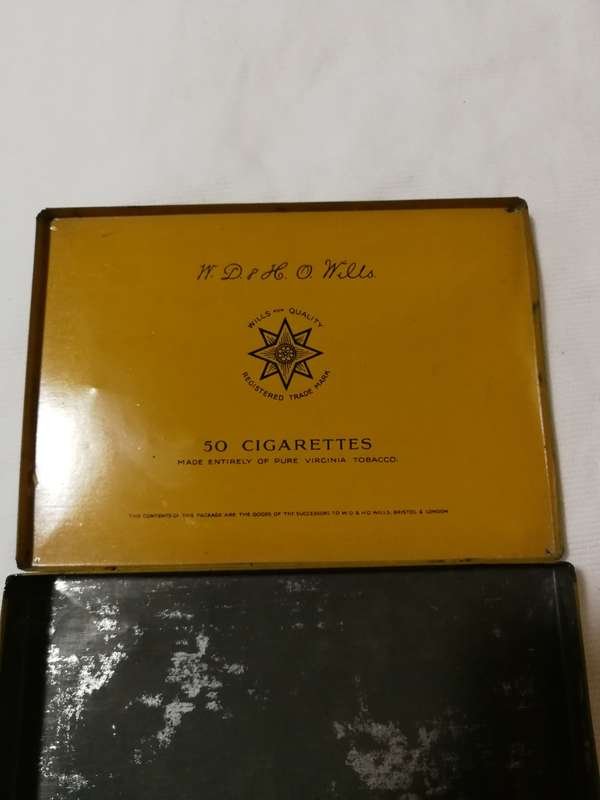 W. D. & H. O. Wills.
WILLS FOR QUALITY
REGISTERED TRADE MARK
50 CIGARETTES
MADE ENTIRELY OF PURE VIRGINIA TOBACCO.
THE CONTENTS OF THIS PACKAGE ARE THE GOODS OF THE SUCCESSORS TO W.D & H.O. WILLS, BRISTOL & LONDON